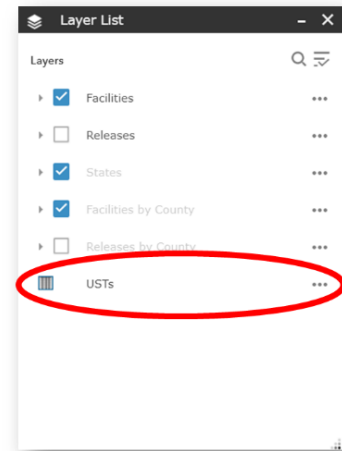 Layer List
Layers
Facilities
Releases
States
Facilities by County
Releases by County
USTs